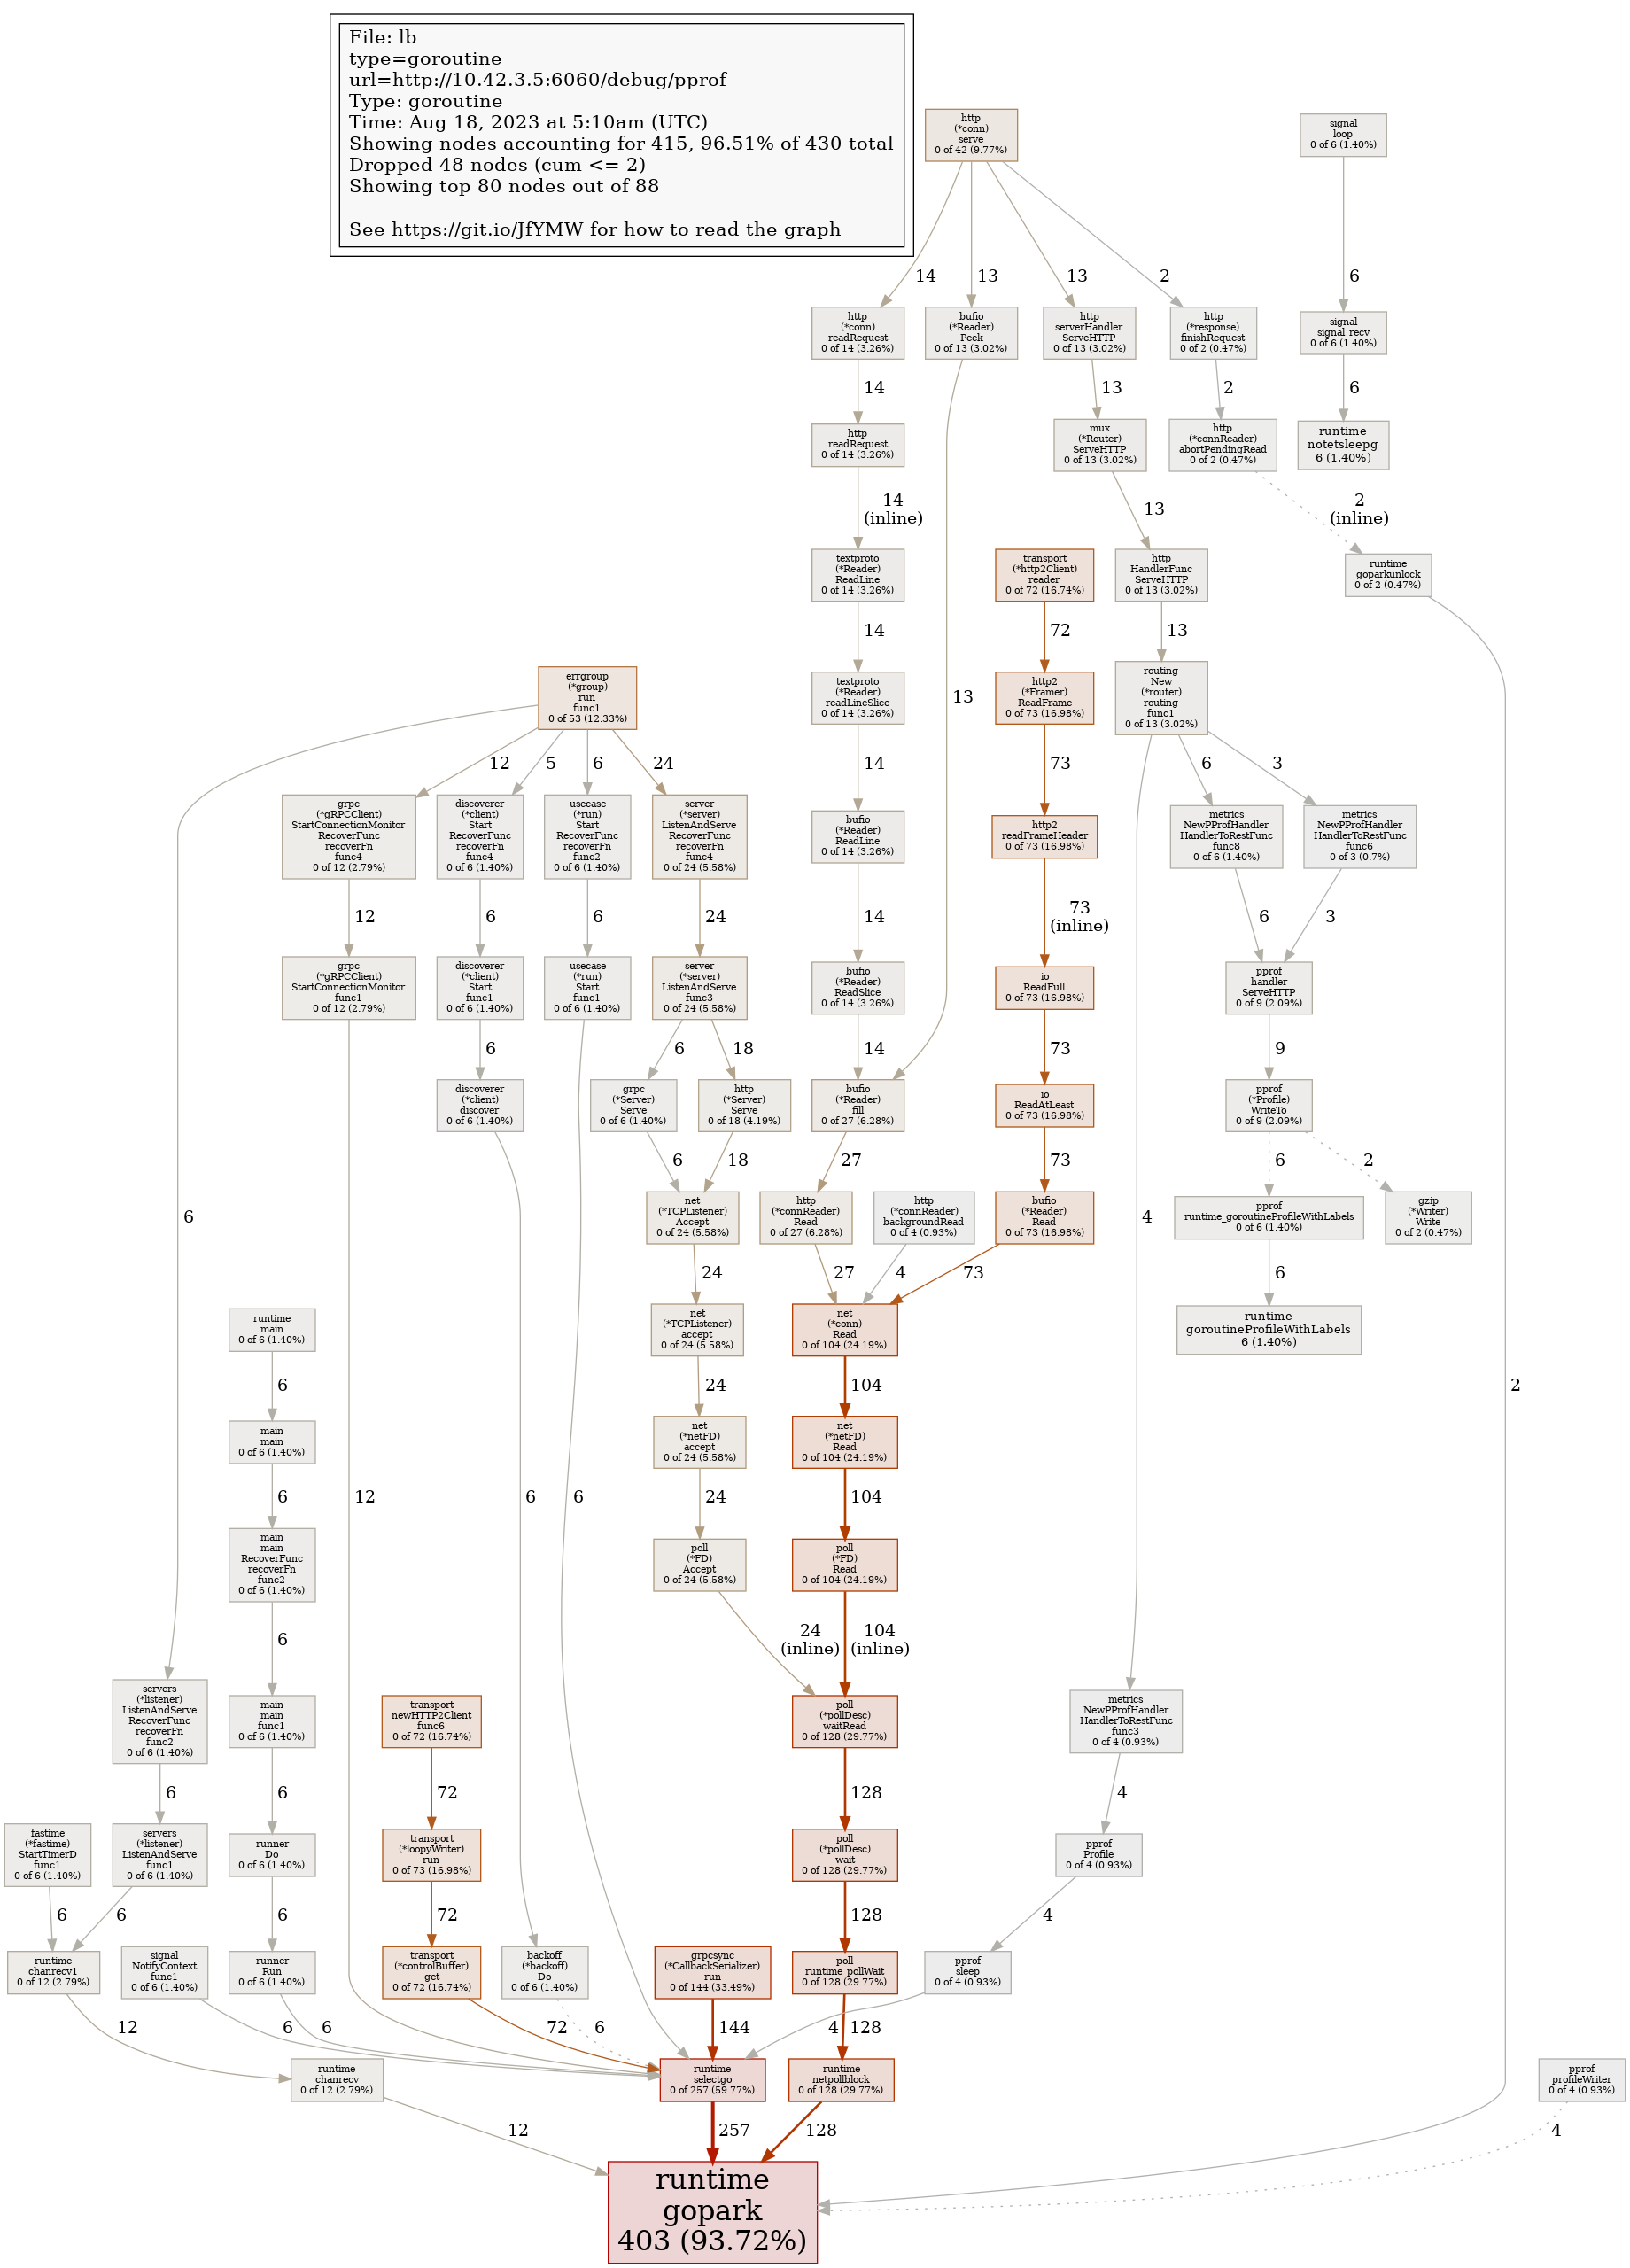 File: lb
type=goroutine
url=http://10.42.3.5:6060/debug/pprof
Type: goroutine
Time: Aug 18, 2023 at 5:10am (UTC)
Showing nodes accounting for 415, 96.51% of 430 total
Dropped 48 nodes (cum <= 2)
Showing top 80 nodes out of 88
See https://git.io/JfYMW for how to read the graph
http
(*conn)
serve
0 of 42 (9.77%)
signal
loop
0 of 6 (1.40%)
14
13
13
2
6
http
(*conn)
readRequest
0 of 14 (3.26%)
bufio
(*Reader)
Peek
0 of 13 (3.02%)
http
serverHandler
ServeHTTP
0 of 13 (3.02%)
http
(*response)
finishRequest
0 of 2 (0.47%)
signal
signal_recv
0 of 6 (1.40%)
14
13
2
6
http
readRequest
0 of 14 (3.26%)
mux
(*Router)
ServeHTTP
0 of 13 (3.02%)
http
(*connReader)
abortPendingRead
0 of 2 (0.47%)
runtime
notetsleepg
6 (1.40%)
14
(inline)
13
2
(inline)
textproto
(*Reader)
ReadLine
0 of 14 (3.26%)
transport
(*http2Client)
reader
0 of 72 (16.74%)
http
HandlerFunc
ServeHTTP
0 of 13 (3.02%)
runtime
goparkunlock
0 of 2 (0.47%)
14
72
13
errgroup
(*group)
run
func1
0 of 53 (12.33%)
textproto
(*Reader)
readLineSlice
0 of 14 (3.26%)
13
http2
(*Framer)
ReadFrame
0 of 73 (16.98%)
routing
New
(*router)
routing
func1
0 of 13 (3.02%)
12
5
6
24
14
73
6
3
grpc
(*gRPCClient)
StartConnectionMonitor
RecoverFunc
recoverFn
func4
0 of 12 (2.79%)
discoverer
(*client)
Start
RecoverFunc
recoverFn
func4
0 of 6 (1.40%)
usecase
(*run)
Start
RecoverFunc
recoverFn
func2
0 of 6 (1.40%)
server
(*server)
ListenAndServe
RecoverFunc
recoverFn
func4
0 of 24 (5.58%)
bufio
(*Reader)
ReadLine
0 of 14 (3.26%)
http2
readFrameHeader
0 of 73 (16.98%)
metrics
NewPProfHandler
HandlerToRestFunc
func8
0 of 6 (1.40%)
metrics
NewPProfHandler
HandlerToRestFunc
func6
0 of 3 (0.7%)
12
6
6
24
14
73
(inline)
6
3
grpc
(*gRPCClient)
StartConnectionMonitor
func1
0 of 12 (2.79%)
discoverer
(*client)
Start
func1
0 of 6 (1.40%)
usecase
(*run)
Start
func1
0 of 6 (1.40%)
server
(*server)
ListenAndServe
func3
0 of 24 (5.58%)
bufio
(*Reader)
ReadSlice
0 of 14 (3.26%)
io
ReadFull
0 of 73 (16.98%)
pprof
handler
ServeHTTP
0 of 9 (2.09%)
6
6
18
14
73
9
discoverer
(*client)
discover
0 of 6 (1.40%)
grpc
(*Server)
Serve
0 of 6 (1.40%)
http
(*Server)
Serve
0 of 18 (4.19%)
bufio
(*Reader)
fill
0 of 27 (6.28%)
io
ReadAtLeast
0 of 73 (16.98%)
pprof
(*Profile)
WriteTo
0 of 9 (2.09%)
6
18
27
73
6
2
6
net
(*TCPListener)
Accept
0 of 24 (5.58%)
http
(*connReader)
Read
0 of 27 (6.28%)
http
(*connReader)
backgroundRead
0 of 4 (0.93%)
bufio
(*Reader)
Read
0 of 73 (16.98%)
4
pprof
runtime_goroutineProfileWithLabels
0 of 6 (1.40%)
gzip
(*Writer)
Write
0 of 2 (0.47%)
24
27
4
73
6
runtime
main
0 of 6 (1.40%)
net
(*TCPListener)
accept
0 of 24 (5.58%)
net
(*conn)
Read
0 of 104 (24.19%)
runtime
goroutineProfileWithLabels
6 (1.40%)
6
24
104
2
main
main
0 of 6 (1.40%)
net
(*netFD)
accept
0 of 24 (5.58%)
net
(*netFD)
Read
0 of 104 (24.19%)
6
12
6
6
24
104
main
main
RecoverFunc
recoverFn
func2
0 of 6 (1.40%)
poll
(*FD)
Accept
0 of 24 (5.58%)
poll
(*FD)
Read
0 of 104 (24.19%)
6
24
(inline)
104
(inline)
servers
(*listener)
ListenAndServe
RecoverFunc
recoverFn
func2
0 of 6 (1.40%)
main
main
func1
0 of 6 (1.40%)
transport
newHTTP2Client
func6
0 of 72 (16.74%)
poll
(*pollDesc)
waitRead
0 of 128 (29.77%)
metrics
NewPProfHandler
HandlerToRestFunc
func3
0 of 4 (0.93%)
6
6
72
128
4
fastime
(*fastime)
StartTimerD
func1
0 of 6 (1.40%)
servers
(*listener)
ListenAndServe
func1
0 of 6 (1.40%)
runner
Do
0 of 6 (1.40%)
transport
(*loopyWriter)
run
0 of 73 (16.98%)
poll
(*pollDesc)
wait
0 of 128 (29.77%)
pprof
Profile
0 of 4 (0.93%)
6
6
6
72
128
4
runtime
chanrecv1
0 of 12 (2.79%)
signal
NotifyContext
func1
0 of 6 (1.40%)
runner
Run
0 of 6 (1.40%)
transport
(*controlBuffer)
get
0 of 72 (16.74%)
backoff
(*backoff)
Do
0 of 6 (1.40%)
grpcsync
(*CallbackSerializer)
run
0 of 144 (33.49%)
poll
runtime_pollWait
0 of 128 (29.77%)
pprof
sleep
0 of 4 (0.93%)
12
6
6
72
6
144
4
128
runtime
chanrecv
0 of 12 (2.79%)
runtime
selectgo
0 of 257 (59.77%)
runtime
netpollblock
0 of 128 (29.77%)
pprof
profileWriter
0 of 4 (0.93%)
12
257
128
4
runtime
gopark
403 (93.72%)